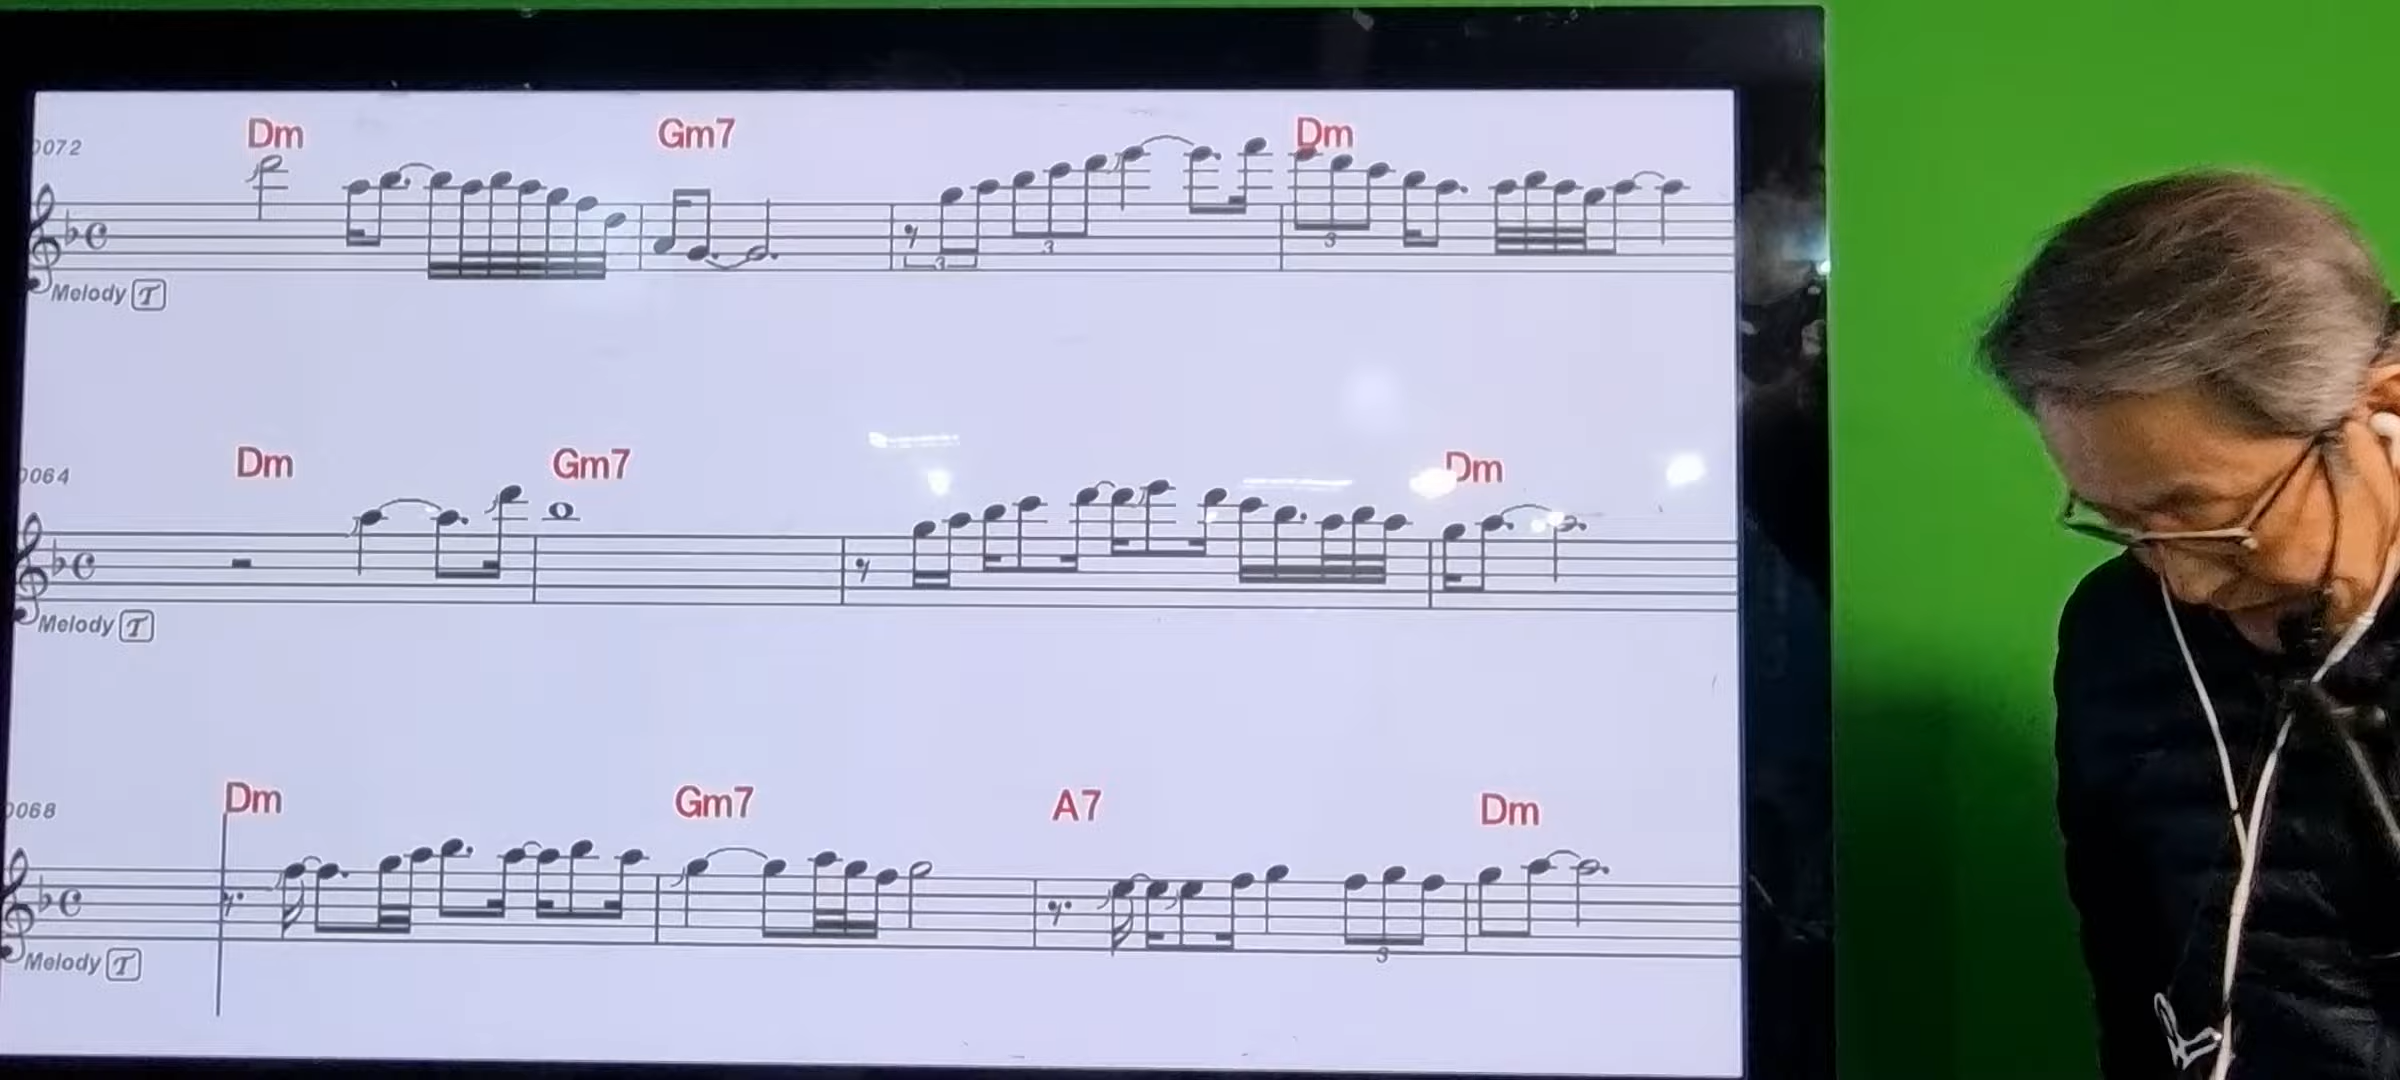 Dm Gm7 Dm
0072
3 3 3
Melody T
Dm Gm7 Dm
0064
Melody T
Dm Gm7 A7 Dm
0068
3
Melody T